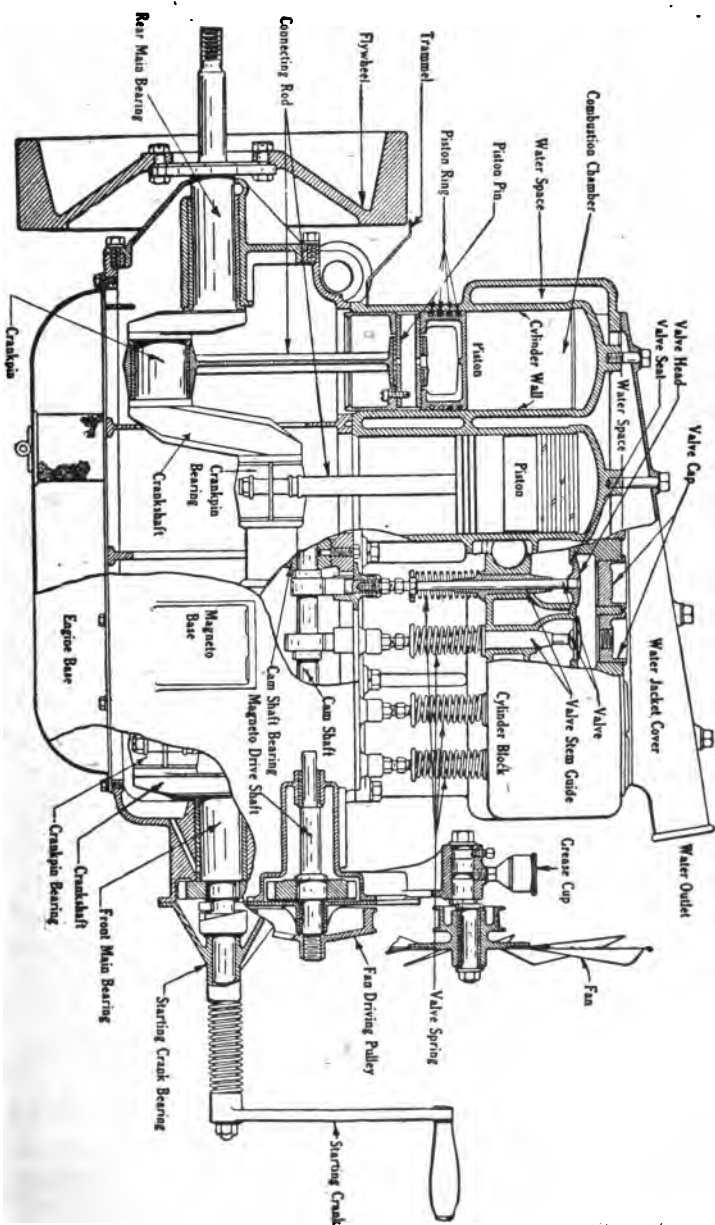 Rear Main Bearing
Connecting Rod
Flywheel
Trammel
Piston Ring
Piston Pin
Water Space
Combustion Chamber
Crankpin
Piston
Cylinder Wall
Valve Seat
Valve Head
Water Space
Valve Cap
Crankshaft
Crankpin
Bearing
Piston
Engine Base
Magneto
Base
Cam Shaft Bearing
Magneto Drive Shaft
Cam Shaft
Cylinder Block
Valve Stem Guide
Valve
Water Jacket Cover
Crankpin Bearing
Crankshaft
Front Main Bearing
Starting Crank Bearing
Fan Driving Pulley
Valve Spring
Grease Cup
Fan
Water Outlet
Starting Crank